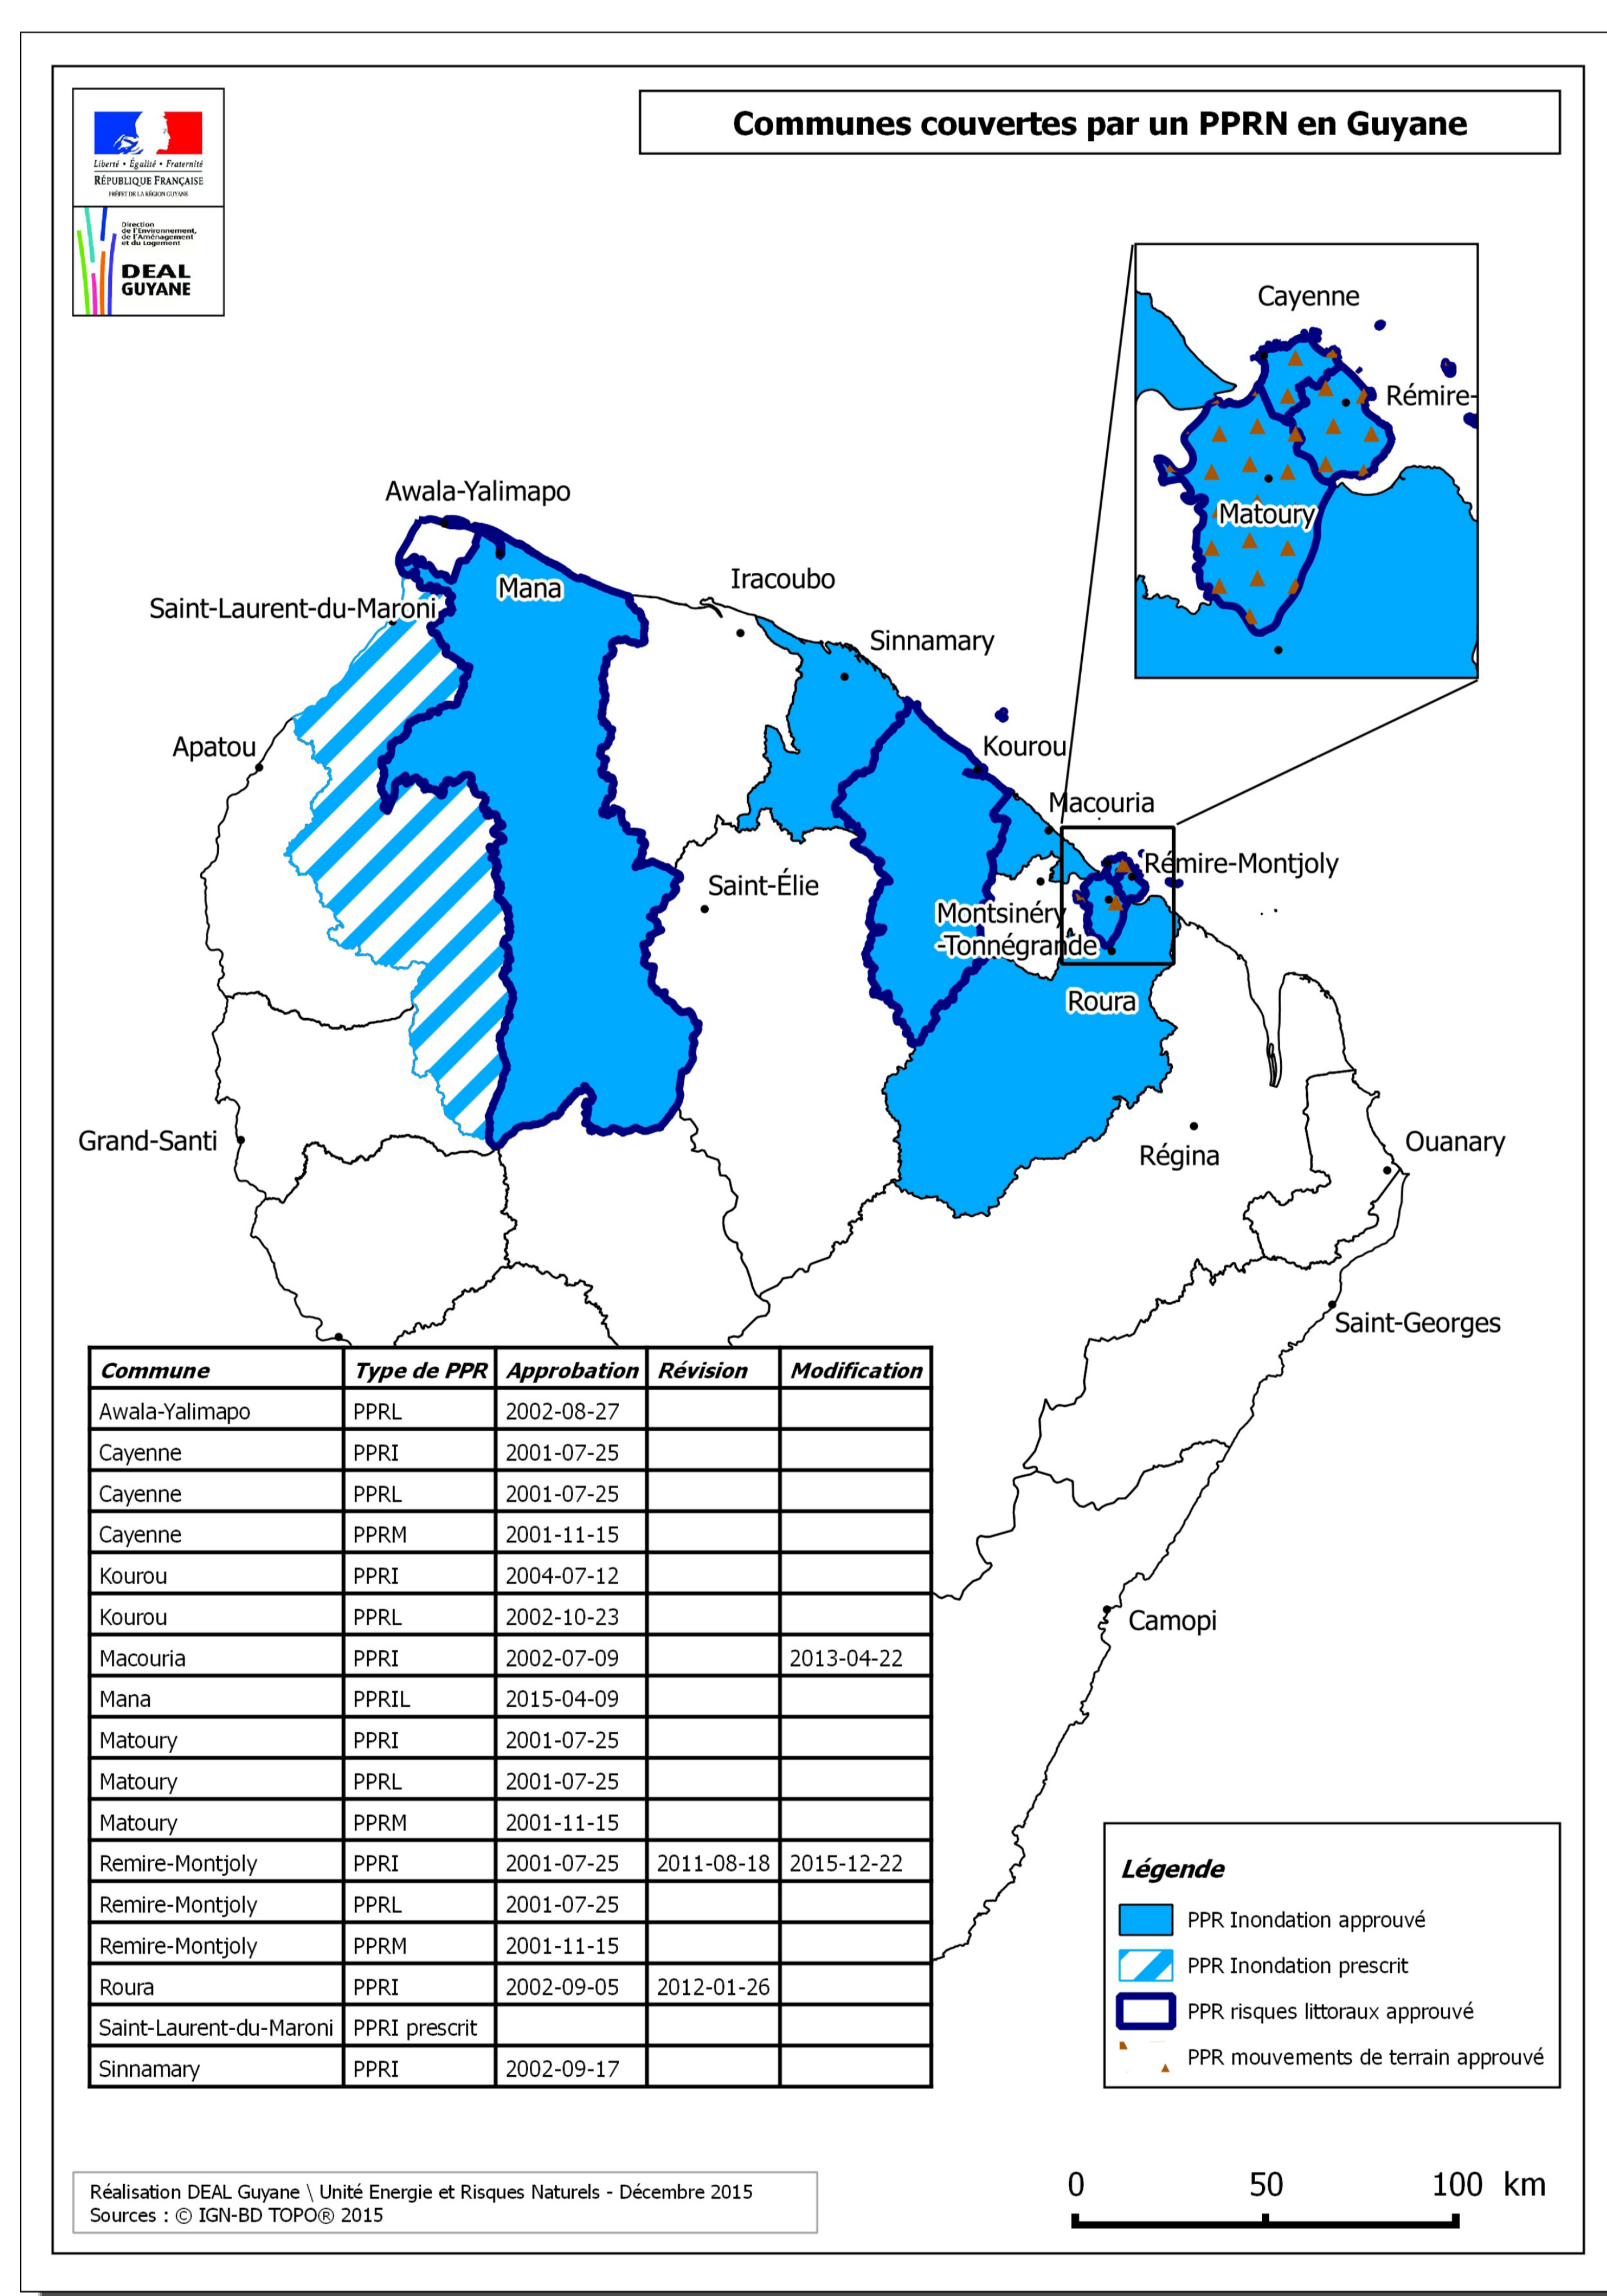 Communes couvertes par un PPRN en Guyane
Liberté • Égalité • Fraternité
RÉPUBLIQUE FRANÇAISE
PRÉFET DE LA RÉGION GUYANE
Direction
de l'Environnement,
de l'Aménagement
et du Logement
DEAL
GUYANE
Cayenne
Rémire-
Matoury
Awala-Yalimapo
Mana
Iracoubo
Saint-Laurent-du-Maroni
Sinnamary
Apatou
Kourou
Macouria
Rémire-Montjoly
Saint-Élie
Montsinéry
-Tonnégrande
Roura
Grand-Santi
Régina
Ouanary
Saint-Georges
Camopi
Commune Type de PPR Approbation Révision Modification
Awala-Yalimapo PPRL 2002-08-27
Cayenne PPRI 2001-07-25
Cayenne PPRL 2001-07-25
Cayenne PPRM 2001-11-15
Kourou PPRI 2004-07-12
Kourou PPRL 2002-10-23
Macouria PPRI 2002-07-09 2013-04-22
Mana PPRIL 2015-04-09
Matoury PPRI 2001-07-25
Matoury PPRL 2001-07-25
Matoury PPRM 2001-11-15
Remire-Montjoly PPRI 2001-07-25 2011-08-18 2015-12-22
Remire-Montjoly PPRL 2001-07-25
Remire-Montjoly PPRM 2001-11-15
Roura PPRI 2002-09-05 2012-01-26
Saint-Laurent-du-Maroni PPRI prescrit
Sinnamary PPRI 2002-09-17
Légende
PPR Inondation approuvé
PPR Inondation prescrit
PPR risques littoraux approuvé
PPR mouvements de terrain approuvé
Réalisation DEAL Guyane \ Unité Energie et Risques Naturels - Décembre 2015
Sources : © IGN-BD TOPO® 2015
0 50 100 km